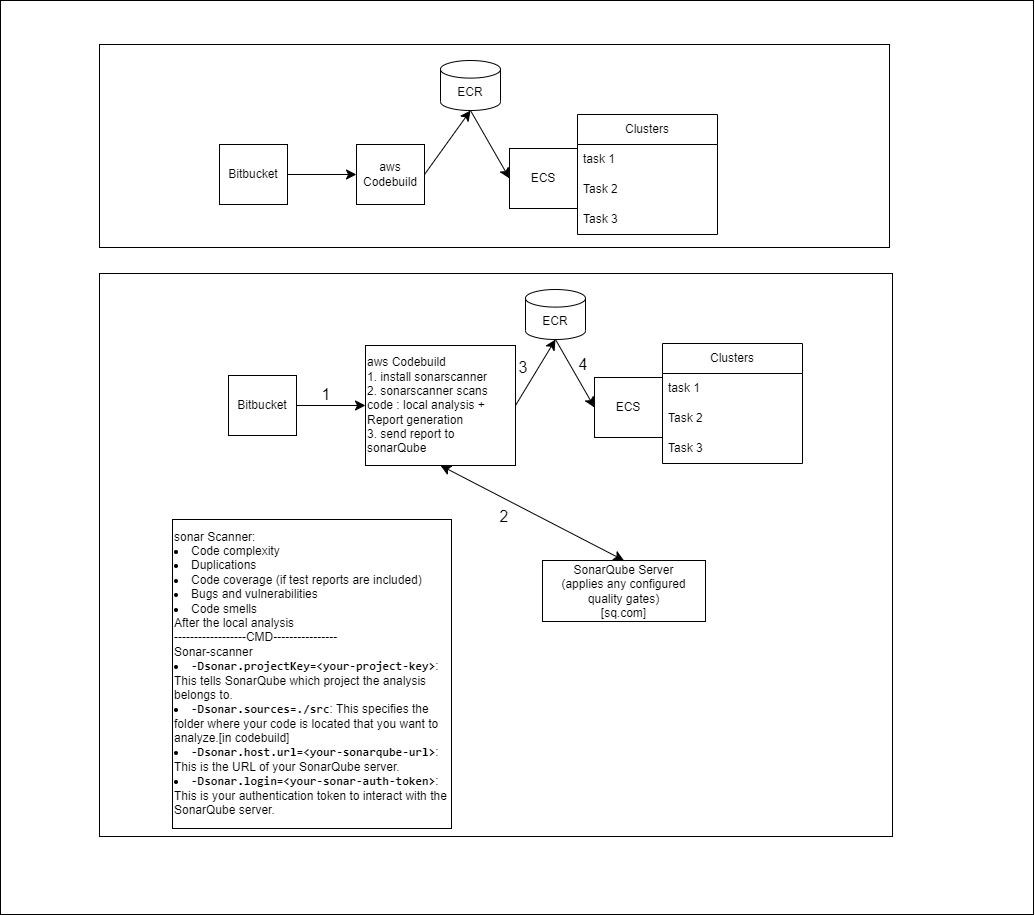 ECR
Clusters
Bitbucket
aws
Codebuild
ECS
task 1
Task 2
Task 3
ECR
aws Codebuild
1. install sonarscanner
2. sonarscanner scans
code : local analysis +
Report generation
3. send report to
sonarQube
1
3
4
Bitbucket
Clusters
ECS
task 1
Task 2
Task 3
2
SonarQube Server
(applies any configured
quality gates)
[sq.com]
sonar Scanner:
• Code complexity
• Duplications
• Code coverage (if test reports are included)
• Bugs and vulnerabilities
• Code smells
After the local analysis
------------------CMD----------------
Sonar-scanner
• -Dsonar.projectKey=<your-project-key>:
This tells SonarQube which project the analysis
belongs to.
• -Dsonar.sources=./src: This specifies the
folder where your code is located that you want to
analyze.[in codebuild]
• -Dsonar.host.url=<your-sonarqube-url>:
This is the URL of your SonarQube server.
• -Dsonar.login=<your-sonar-auth-token>:
This is your authentication token to interact with the
SonarQube server.